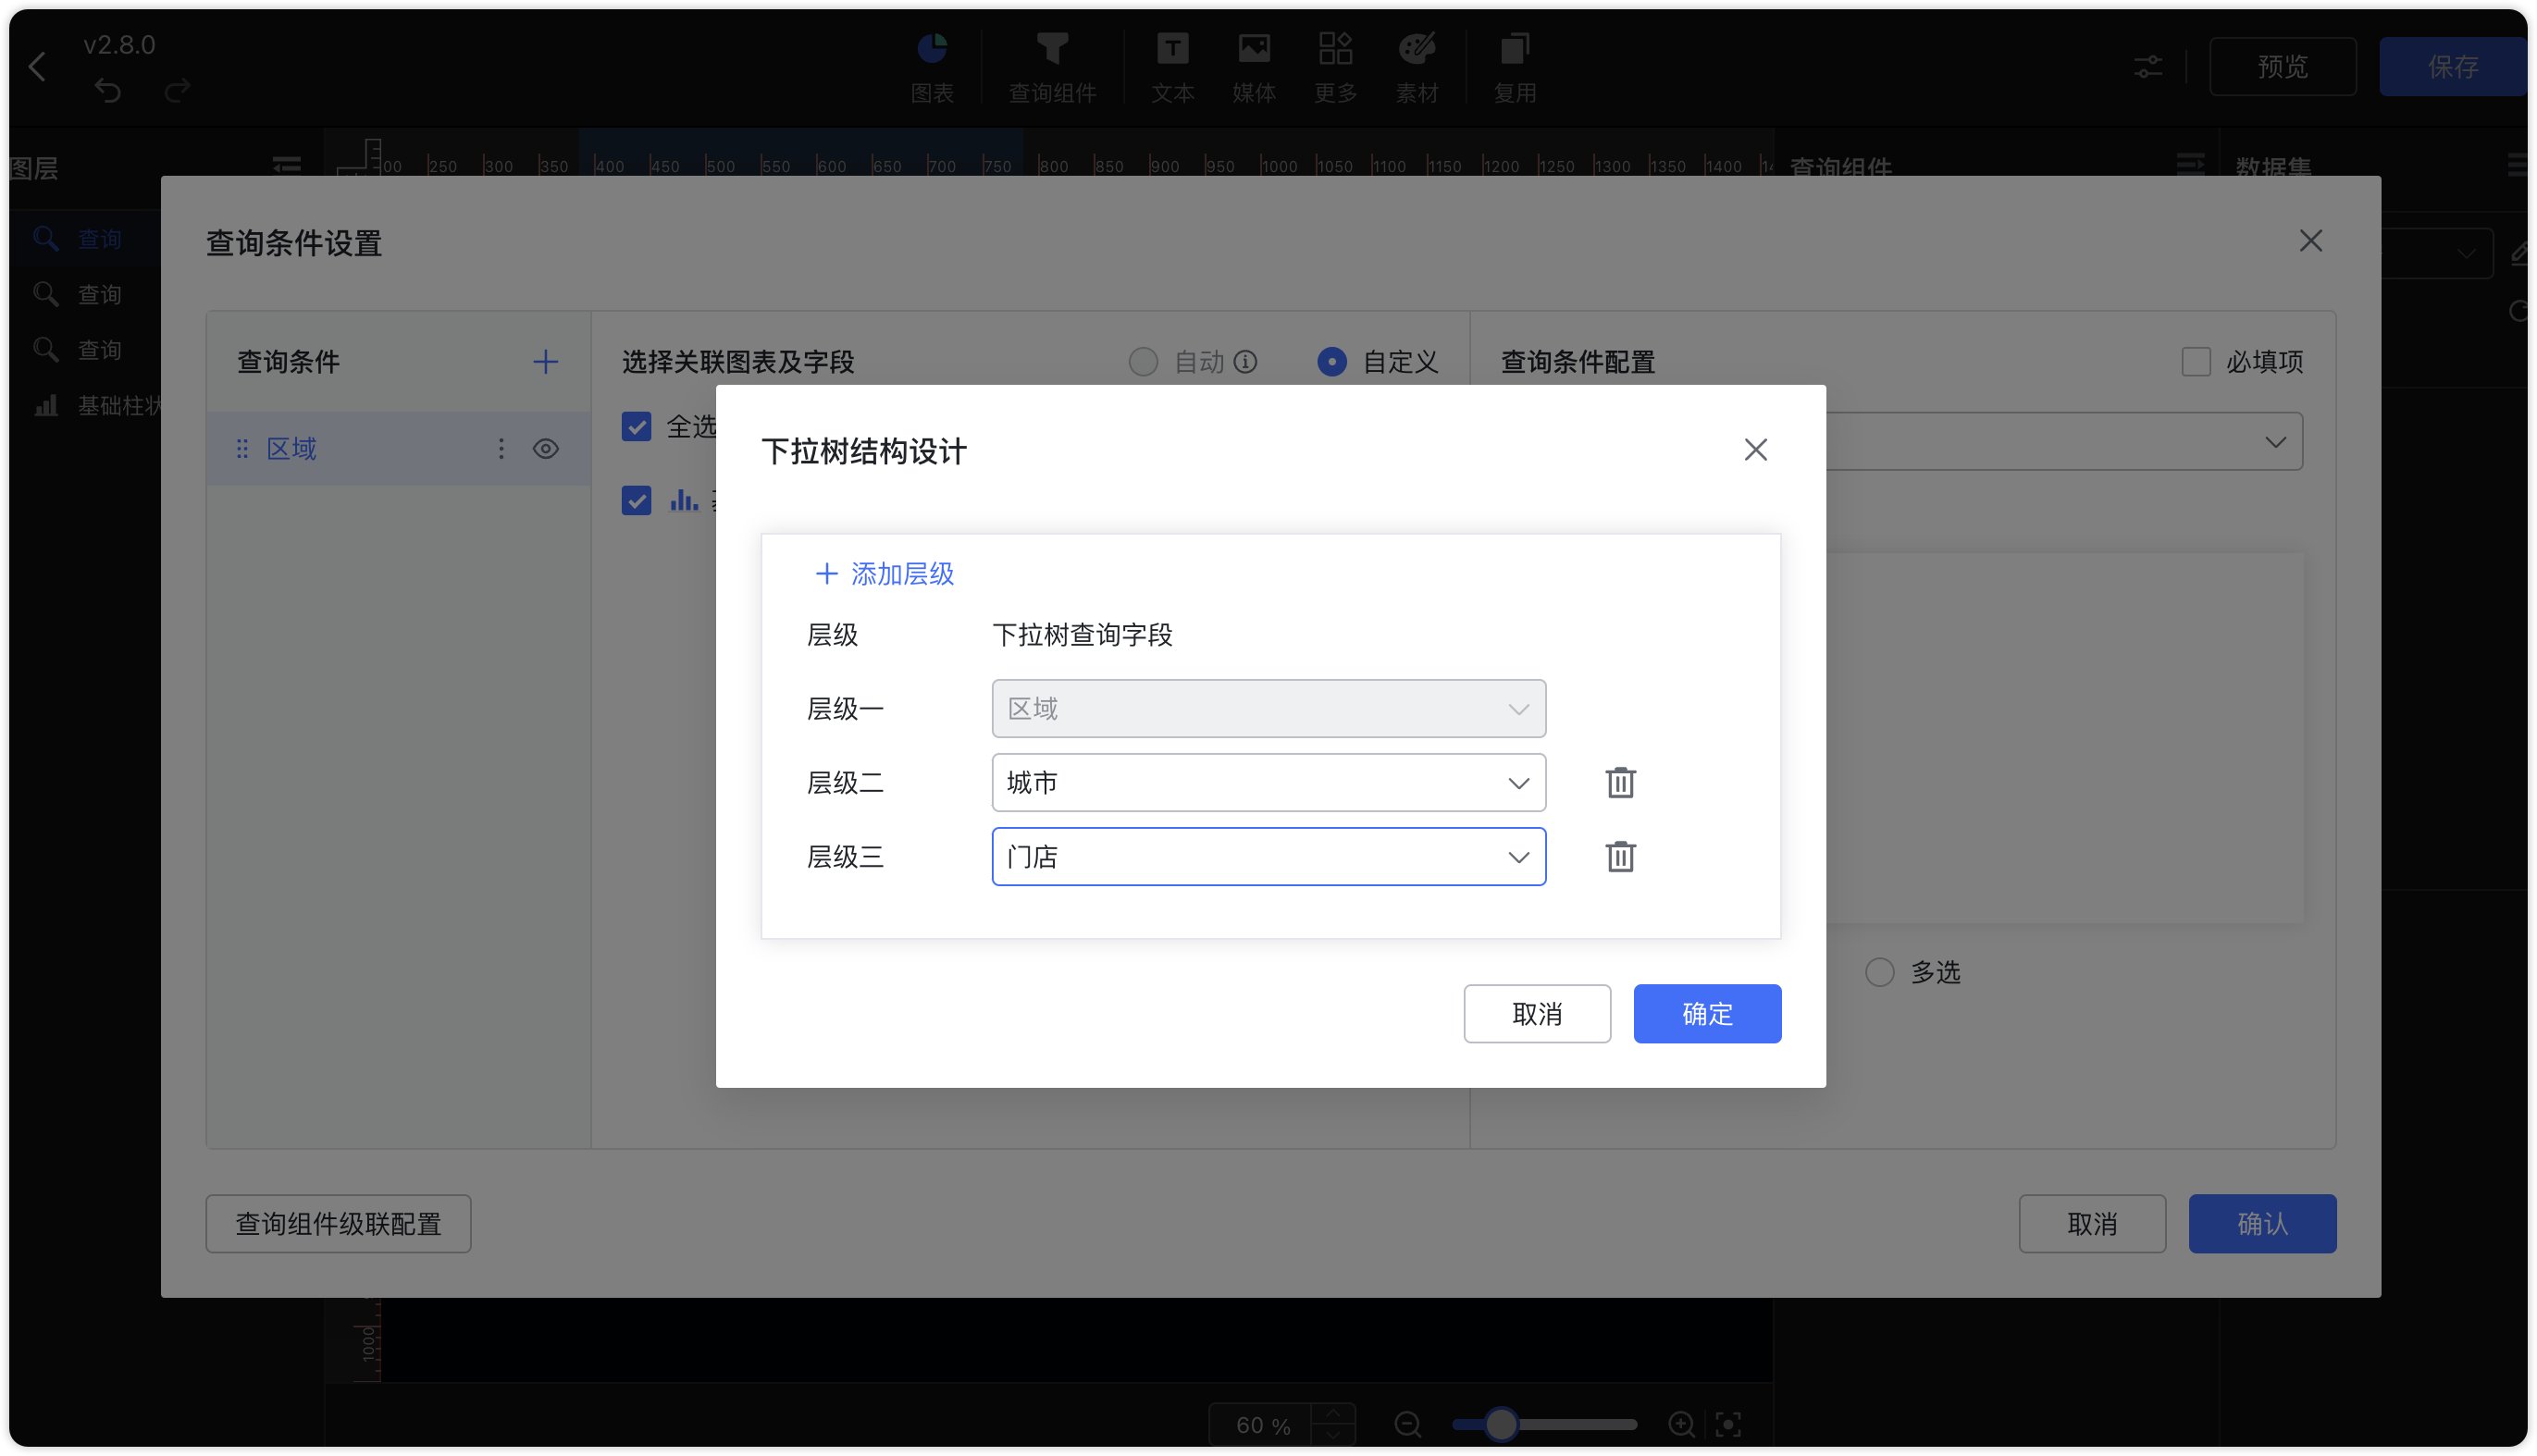 v2.8.0
图表
查询组件
文本
媒体
更多
素材
复用
预览
保存
图层
00 250 300 350 400 450 500 550 600 650 700 750 800 850 900 950 1000 1050 1100 1150 1200 1250 1300 1350 1400
查询组件
数据集
查询
查询
查询
基础柱状
查询条件设置
查询条件
区域
选择关联图表及字段
自动
自定义
全选
查询条件配置
必填项
下拉树结构设计
添加层级
层级 下拉树查询字段
层级一 区域
层级二 城市
层级三 门店
取消
确定
多选
查询组件级联配置
取消
确认
1000
60 %